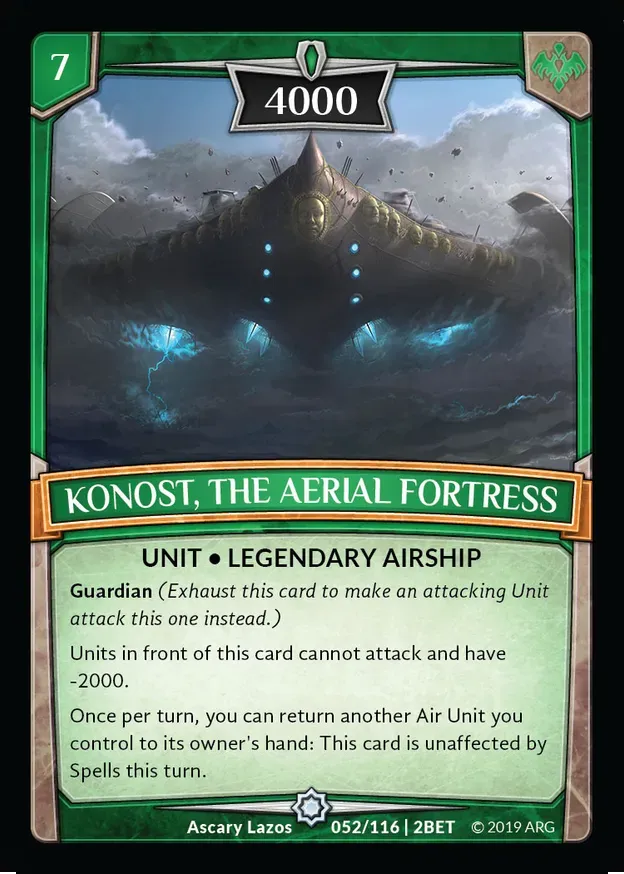 7
4000
KONOST, THE AERIAL FORTRESS
UNIT • LEGENDARY AIRSHIP
Guardian (Exhaust this card to make an attacking Unit
attack this one instead.)
Units in front of this card cannot attack and have
-2000.
Once per turn, you can return another Air Unit you
control to its owner's hand: This card is unaffected by
Spells this turn.
Ascary Lazos 052/116 | 2BET © 2019 ARG